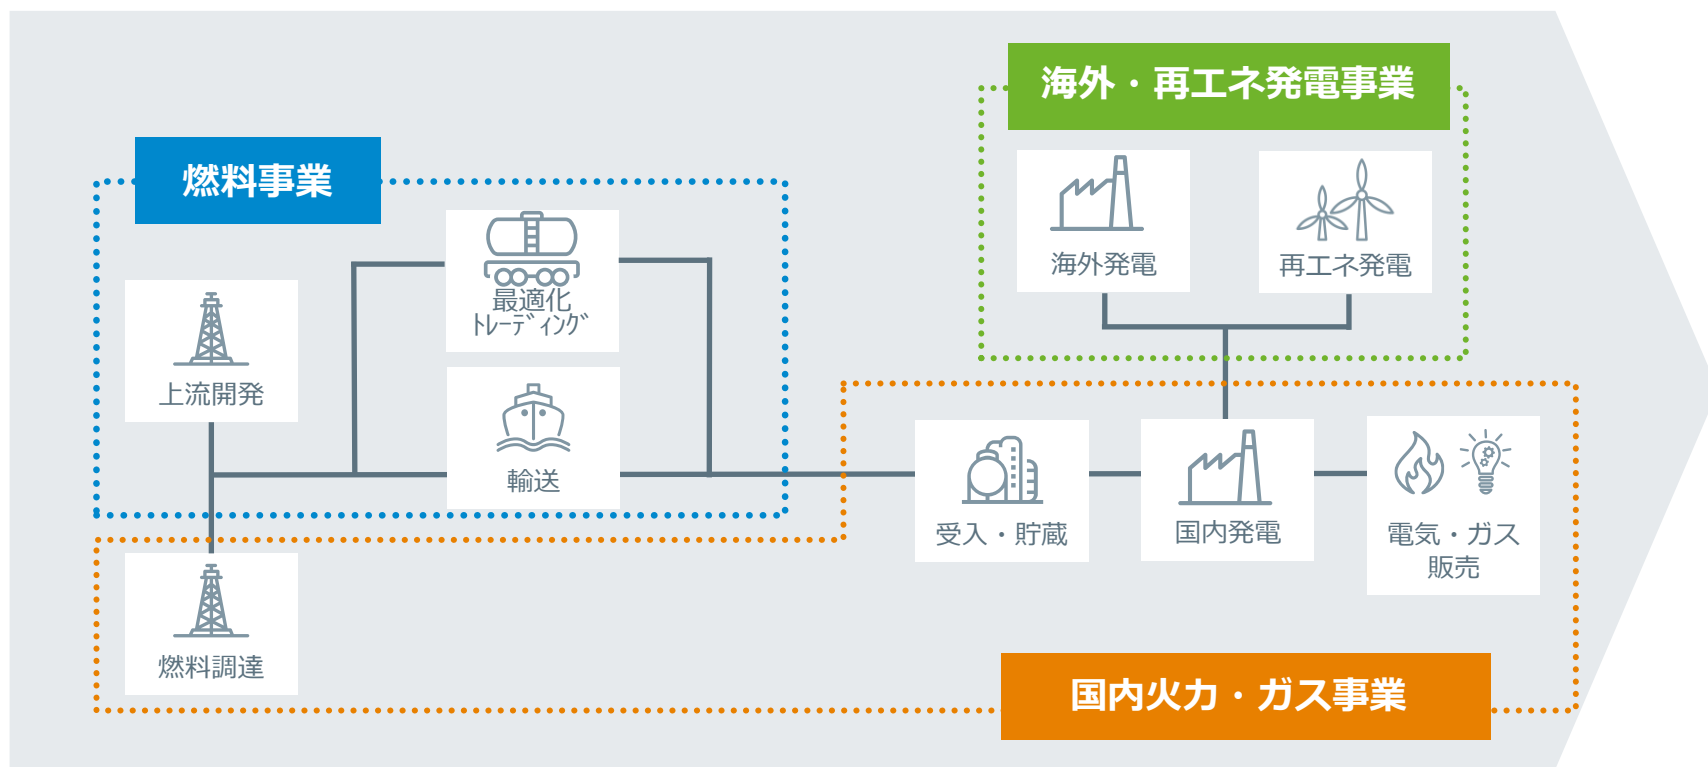 海外・再エネ発電事業
海外発電
再エネ発電
燃料事業
最適化
ﾄﾚｰﾃﾞｨﾝｸﾞ
上流開発
輸送
受入・貯蔵
国内発電
電気・ガス
販売
燃料調達
国内火力・ガス事業